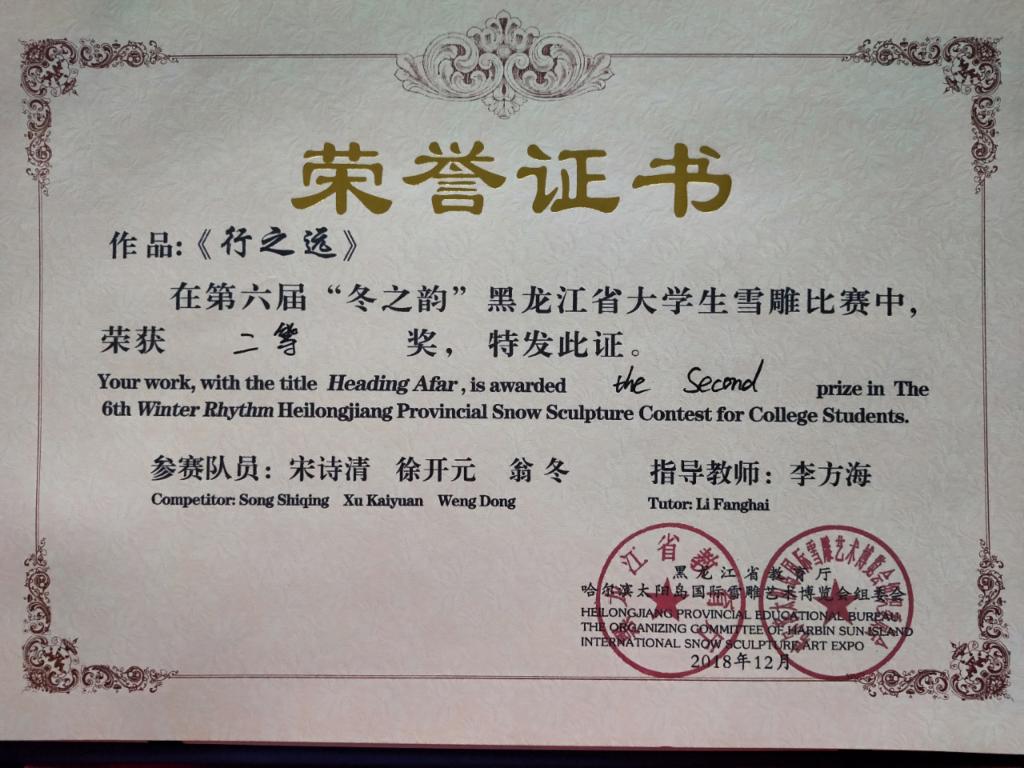 荣誉证书
作品:《行之远》
在第六届“冬之韵”黑龙江省大学生雪雕比赛中,
荣获 二等 奖, 特发此证。
Your work, with the title Heading Afar, is awarded the Second prize in The
6th Winter Rhythm Heilongjiang Provincial Snow Sculpture Contest for College Students.
参赛队员: 宋诗清 徐开元 翁冬 指导教师: 李方海
Competitor: Song Shiqing Xu Kaiyuan Weng Dong Tutor: Li Fanghai
黑龙江省教育厅
哈尔滨太阳岛国际雪雕艺术博览会组委会
HEILONGJIANG PROVINCIAL EDUCATIONAL BUREAU
THE ORGANIZING COMMITTEE OF HARBIN SUN ISLAND
INTERNATIONAL SNOW SCULPTURE ART EXPO
2018年12月
黑龙江省教育厅